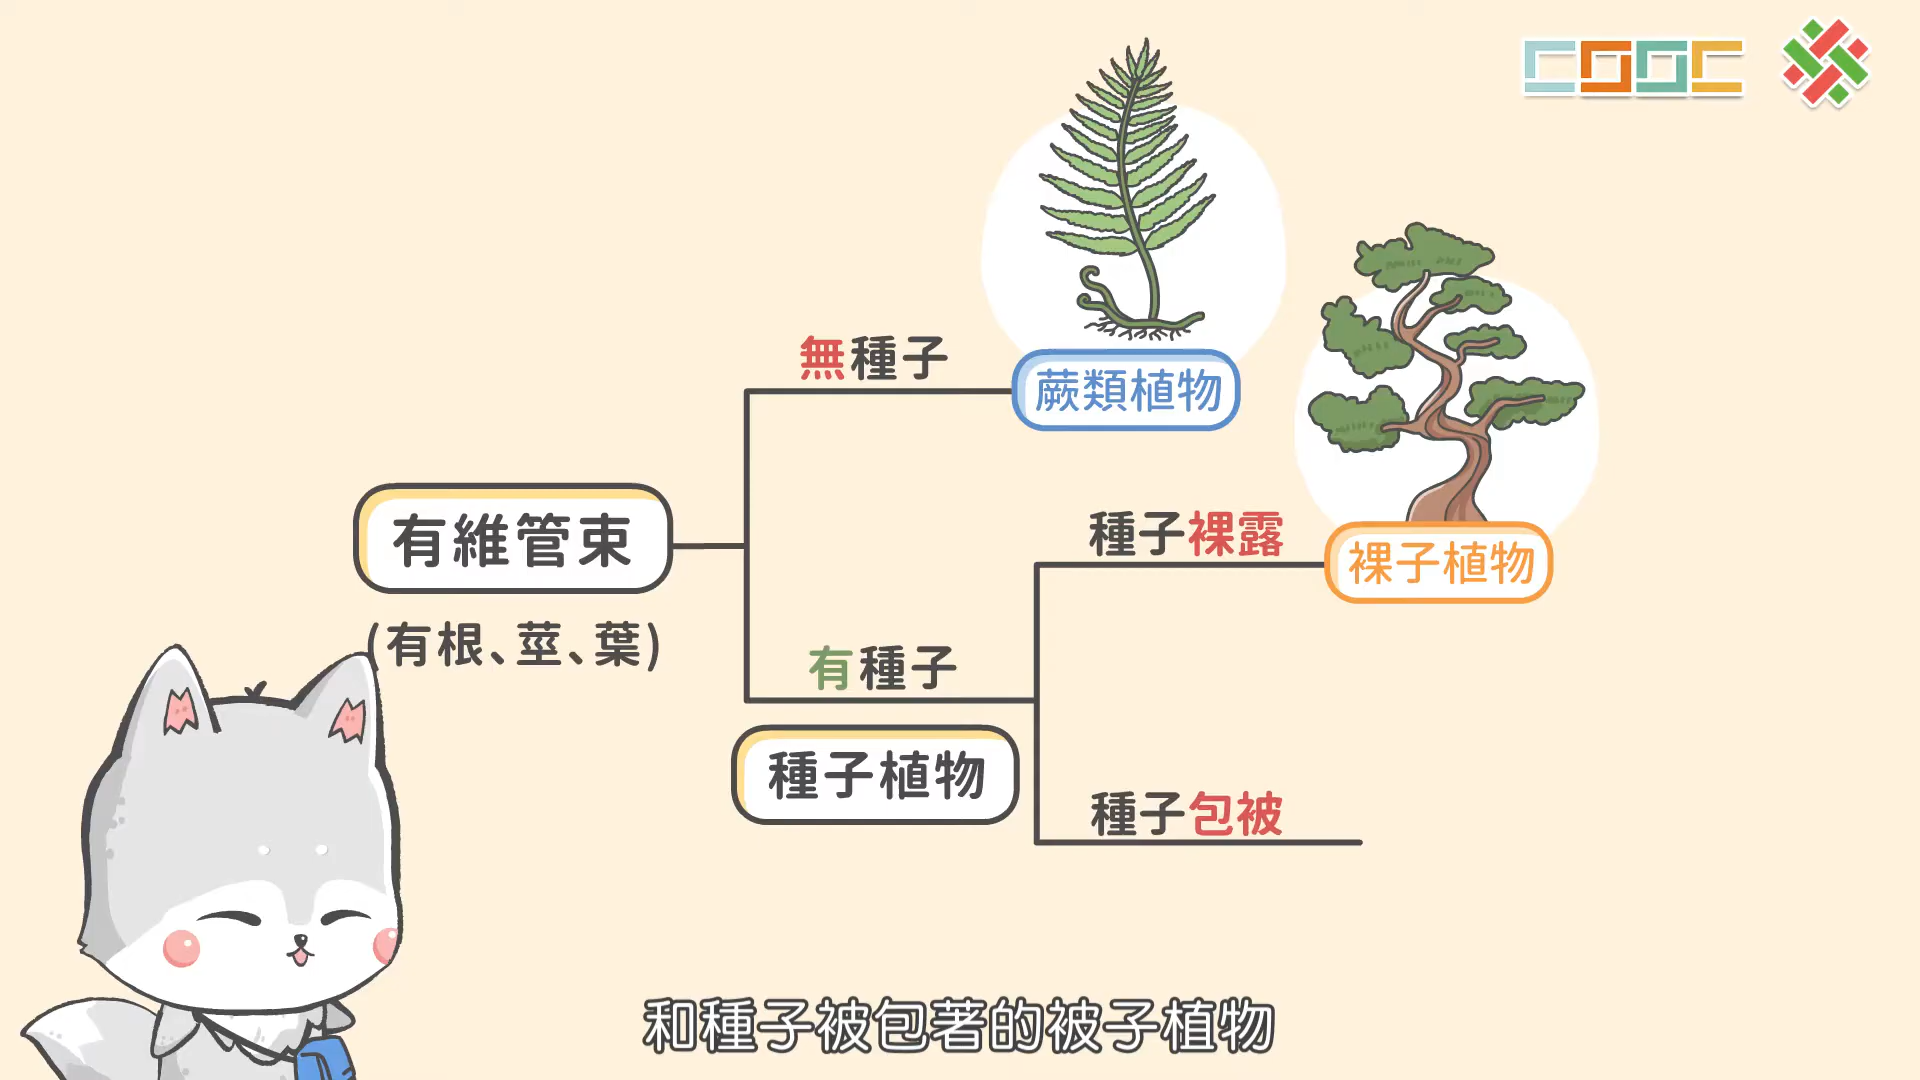 COOC
無種子
蕨類植物
種子裸露
裸子植物
有維管束
(有根、莖、葉)
有種子
種子植物
種子包被
和種子被包著的被子植物